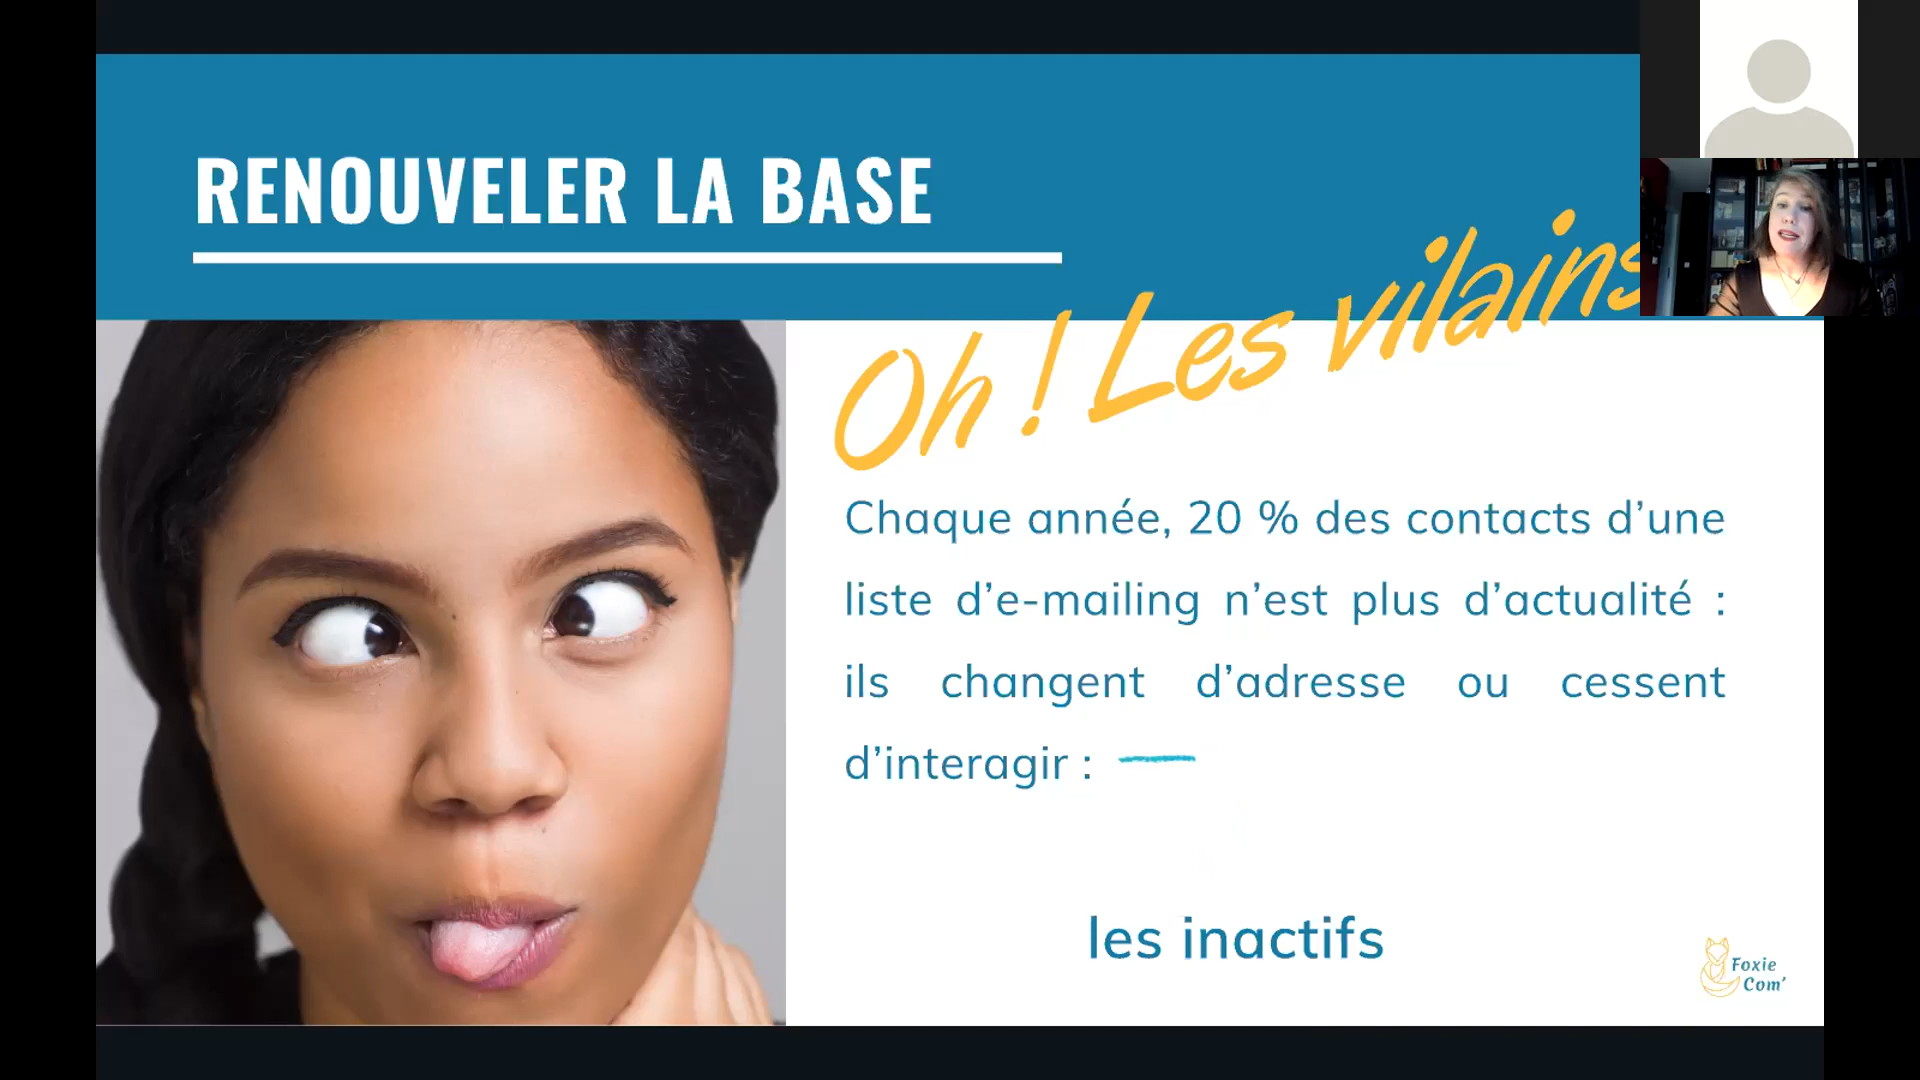 RENOUVELER LA BASE
Oh ! Les vilains
Chaque année, 20 % des contacts d’une
liste d’e-mailing n’est plus d’actualité :
ils changent d’adresse ou cessent
d’interagir :
les inactifs
Foxie
Com’